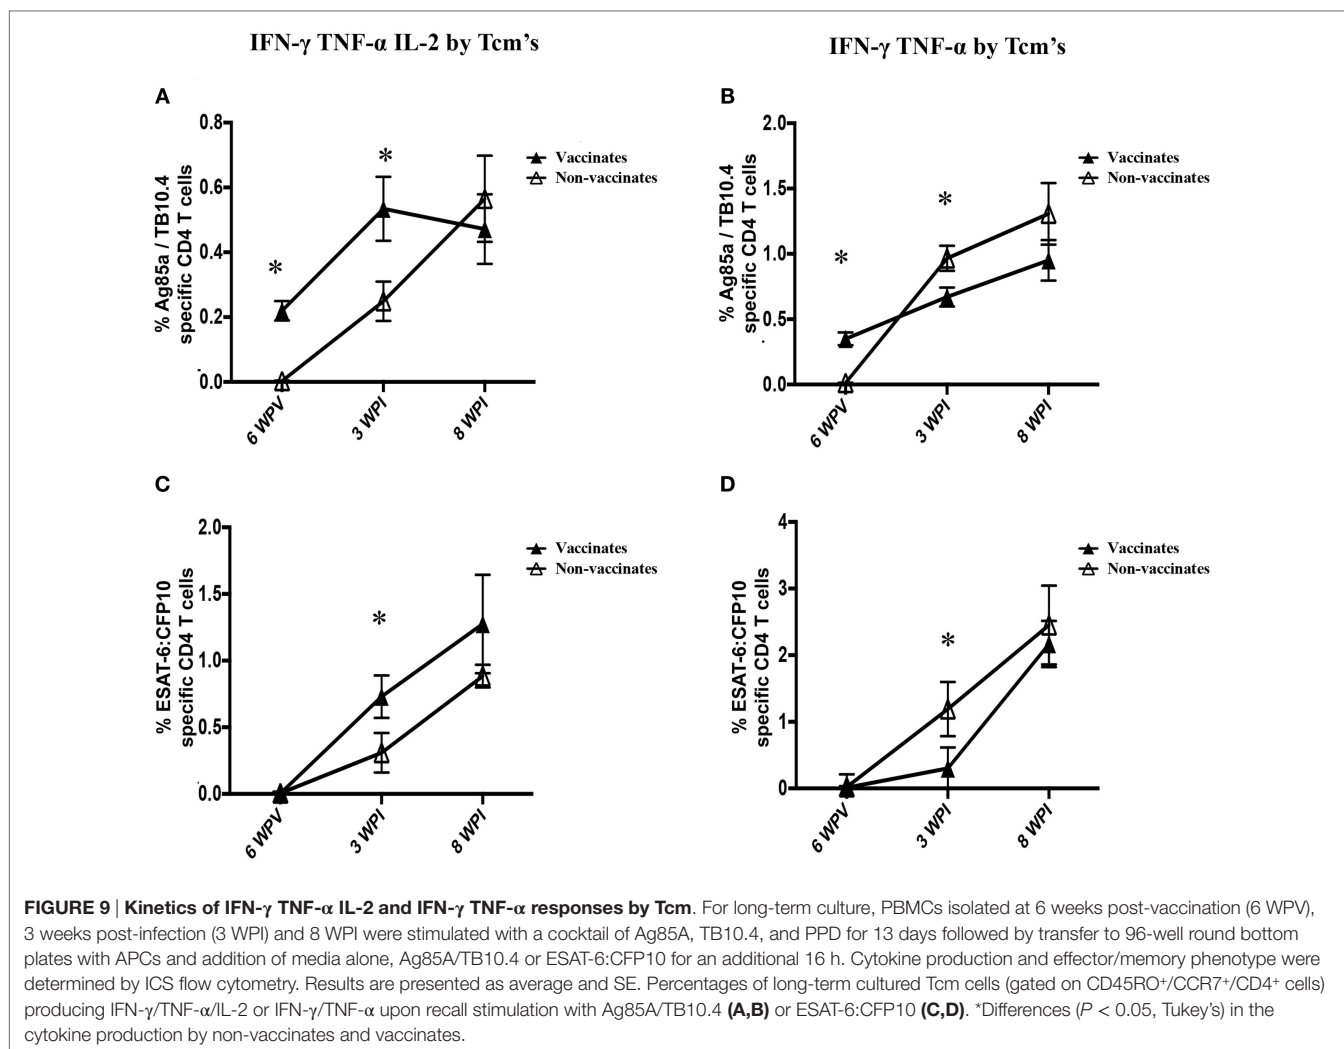 IFN-γ TNF-α IL-2 by Tcm's
IFN-γ TNF-α by Tcm's
A
% Ag85a / TB10.4
specific CD4 T cells
0.8
0.6
0.4
0.2
0.0
*
*
Vaccinates
Non-vaccinates
6 WPV
3 WPI
8 WPI
B
% Ag85a / TB10.4
specific CD4 T cells
2.0
1.5
1.0
0.5
0.0
*
*
Vaccinates
Non-vaccinates
6 WPV
3 WPI
8 WPI
C
% ESAT-6:CFP10
specific CD4 T cells
2.0
1.5
1.0
0.5
0.0
*
Vaccinates
Non-vaccinates
6 WPV
3 WPI
8 WPI
D
% ESAT-6:CFP10
specific CD4 T cells
4
3
2
1
0
*
Vaccinates
Non-vaccinates
6 WPV
3 WPI
8 WPI
FIGURE 9 | Kinetics of IFN-γ TNF-α IL-2 and IFN-γ TNF-α responses by Tcm. For long-term culture, PBMCs isolated at 6 weeks post-vaccination (6 WPV),
3 weeks post-infection (3 WPI) and 8 WPI were stimulated with a cocktail of Ag85A, TB10.4, and PPD for 13 days followed by transfer to 96-well round bottom
plates with APCs and addition of media alone, Ag85A/TB10.4 or ESAT-6:CFP10 for an additional 16 h. Cytokine production and effector/memory phenotype were
determined by ICS flow cytometry. Results are presented as average and SE. Percentages of long-term cultured Tcm cells (gated on CD45RO⁺/CCR7⁺/CD4⁺ cells)
producing IFN-γ/TNF-α/IL-2 or IFN-γ/TNF-α upon recall stimulation with Ag85A/TB10.4 (A,B) or ESAT-6:CFP10 (C,D). *Differences (P < 0.05, Tukey's) in the
cytokine production by non-vaccinates and vaccinates.